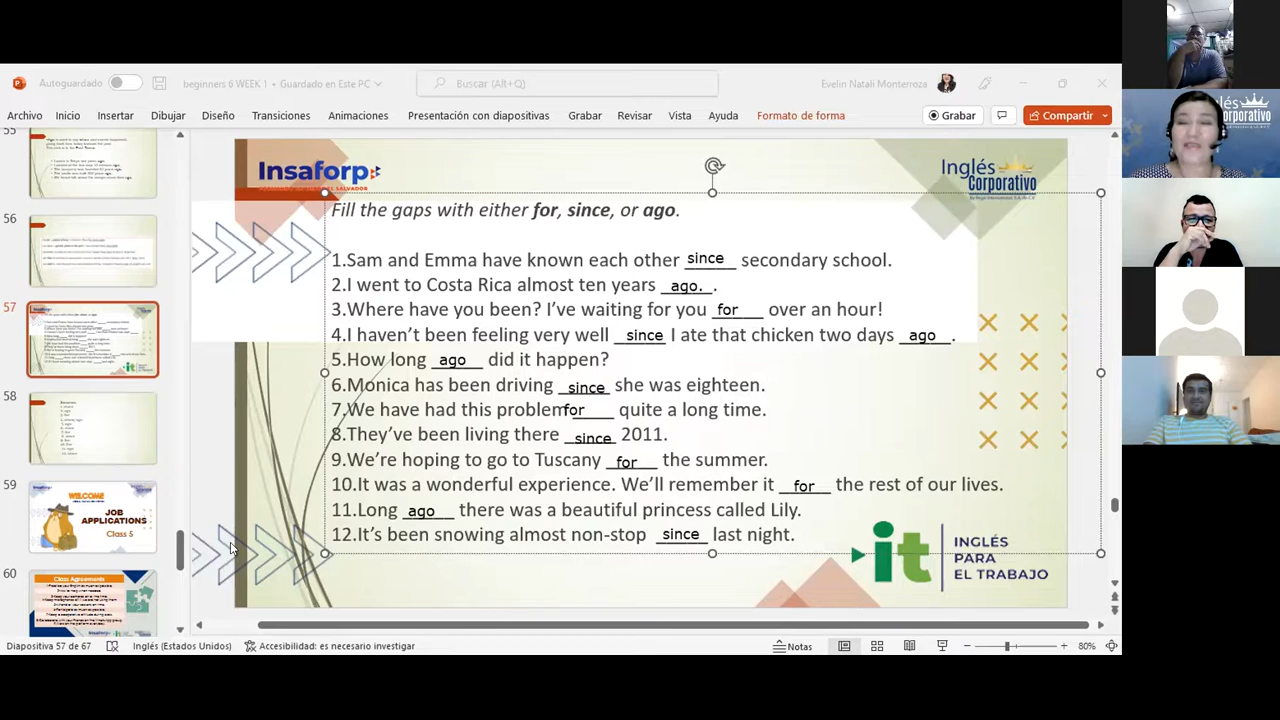 Autoguardado
beginners 6 WEEK 1 • Guardado en Este PC
Buscar (Alt+Q)
Evelin Natali Monterroza
Archivo Inicio Insertar Dibujar Diseño Transiciones Animaciones Presentación con diapositivas Grabar Revisar Vista Ayuda Formato de forma Grabar Compartir
55
56
57
58
59
WELCOME
JOB
APPLICATIONS
Class 5
60
Class Agreements
Insaforp
Inglés
Corporativo
Fill the gaps with either for, since, or ago.
1.Sam and Emma have known each other since secondary school.
2.I went to Costa Rica almost ten years ago. .
3.Where have you been? I've waiting for you for over an hour!
4.I haven't been feeling very well since I ate that chicken two days ago .
5.How long ago did it happen?
6.Monica has been driving since she was eighteen.
7.We have had this problem for quite a long time.
8.They've been living there since 2011.
9.We're hoping to go to Tuscany for the summer.
10.It was a wonderful experience. We'll remember it for the rest of our lives.
11.Long ago there was a beautiful princess called Lily.
12.It's been snowing almost non-stop since last night.
it
INGLÉS
PARA
EL TRABAJO
Diapositiva 57 de 67 Inglés (Estados Unidos) Accesibilidad: es necesario investigar Notas 80%